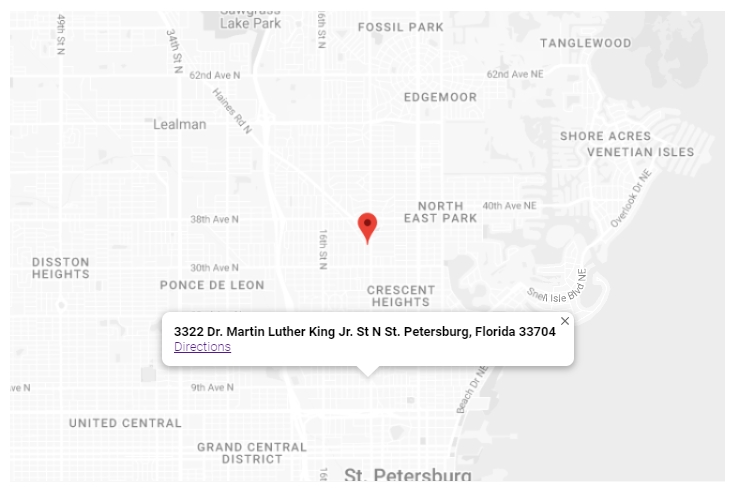 Sawgrass
Lake Park
49th St N
34th St N
16th St N
FOSSIL PARK
TANGLEWOOD
62nd Ave N
62nd Ave NE
Haines Rd N
EDGEMOOR
Lealman
SHORE ACRES
VENETIAN ISLES
Overlook Dr NE
NORTH
EAST PARK
40th Ave NE
38th Ave N
16th St N
DISSTON
HEIGHTS
30th Ave N
PONCE DE LEON
CRESCENT
HEIGHTS
Snell Isle Blvd NE
3322 Dr. Martin Luther King Jr. St N St. Petersburg, Florida 33704
Directions
ve N
9th Ave N
Beach Dr NE
UNITED CENTRAL
GRAND CENTRAL
DISTRICT
St. Petersburg